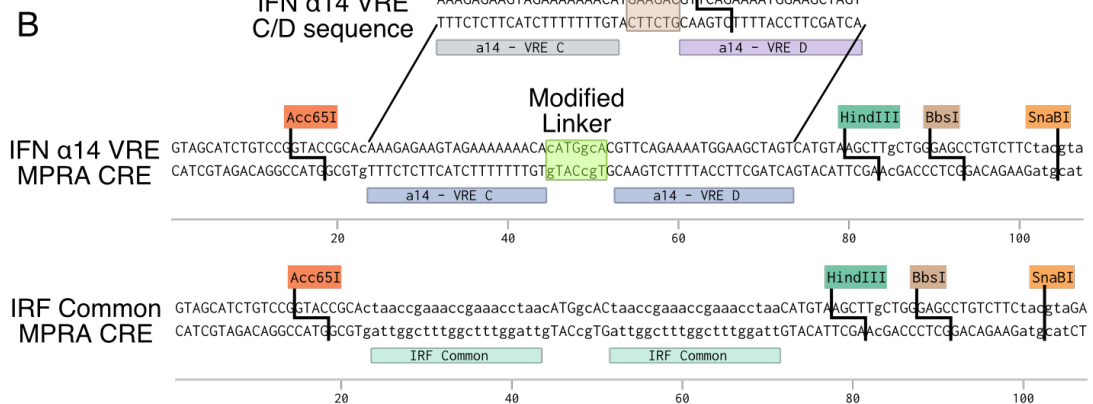 B
IFN α14 VRE
C/D sequence
TTTCTCTTCATCTTTTTTTGTACTTCTGCAAGTCTTTTACCTTCGATCA
a14 - VRE C
a14 - VRE D
Modified
Linker
Acc65I
HindIII
BbsI
SnaBI
IFN α14 VRE
MPRA CRE
GTAGCATCTGTCCGGTACCGCAcAAAGAGAAGTAGAAAAAAACAcATGgcACGTTCAGAAAATGGAAGCTAGTCATGTAAGCTTgCTGGGAGCCTGTCTTCtacgta
CATCGTAGACAGGCCATGGCGTgTTTCTCTTCATCTTTTTTTGTgTACcgTGCAAGTCTTTTACCTTCGATCAGTACATTCGAAcGACCCTCGGACAGAAGatgcat
a14 - VRE C
a14 - VRE D
20
40
60
80
100
Acc65I
HindIII
BbsI
SnaBI
IRF Common
MPRA CRE
GTAGCATCTGTCCGGTACCGCActaaccgaaaccgaaacctaacATGgcACtaaccgaaaccgaaacctaaCATGTAAGCTTgCTGGGAGCCTGTCTTCtacgtaGA
CATCGTAGACAGGCCATGGCGTgattggctttggctttggattgTACcgTGattggctttggctttggattGTACATTCGAAcGACCCTCGGACAGAAGatgcatCT
IRF Common
IRF Common
20
40
60
80
100